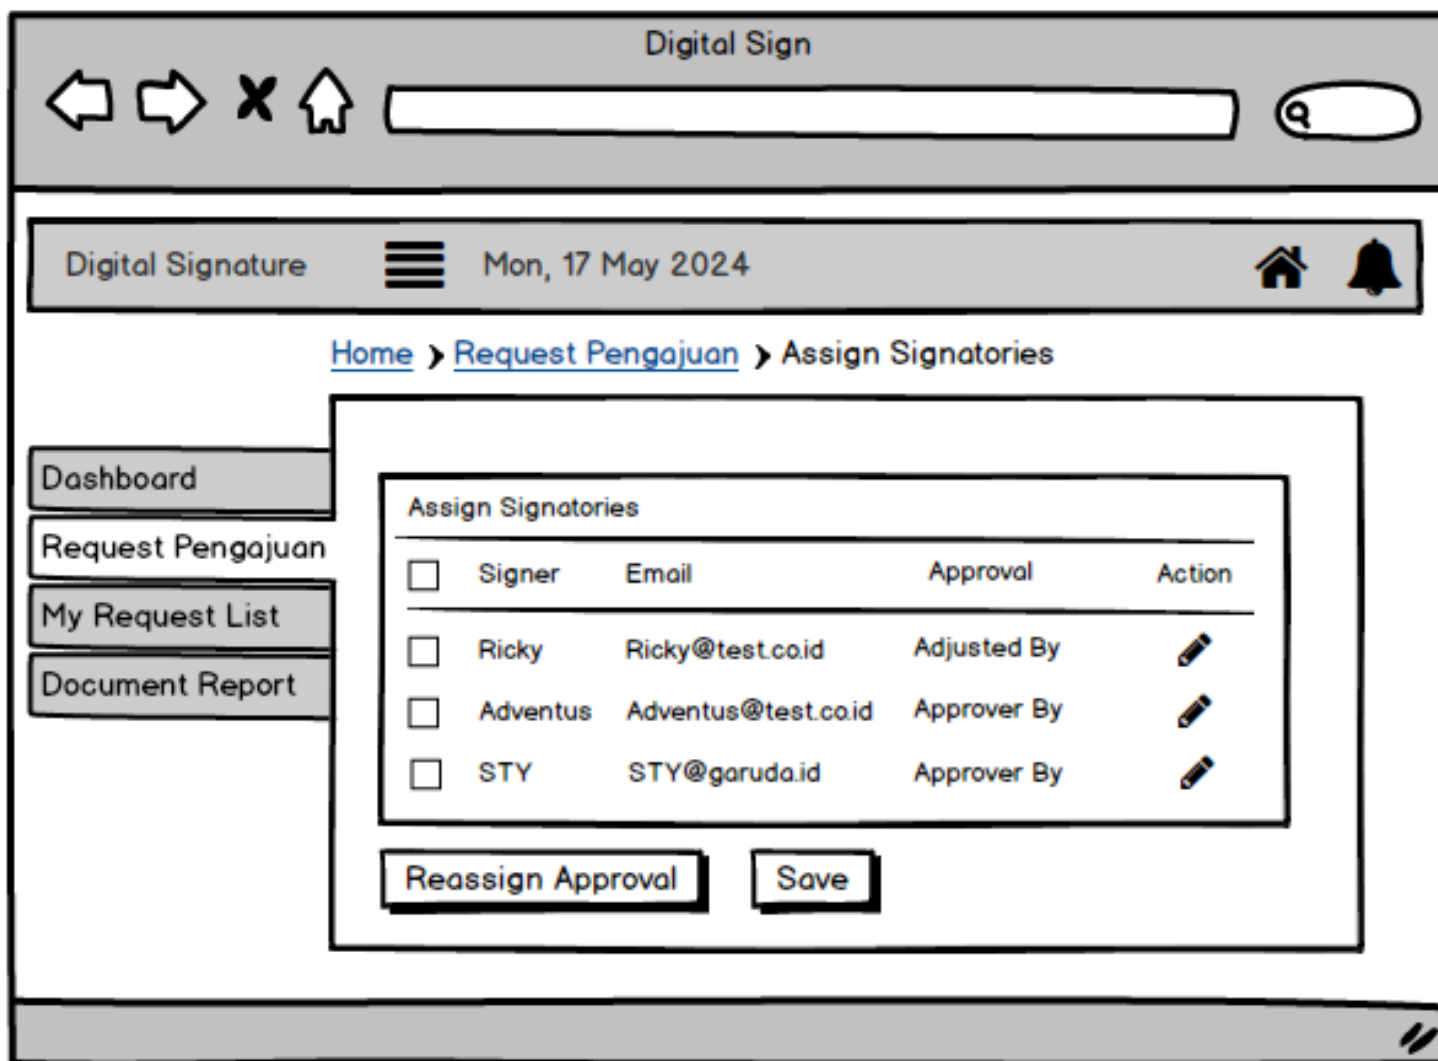 Digital Sign
Digital Signature Mon, 17 May 2024
Home Request Pengajuan Assign Signatories
Dashboard
Request Pengajuan
My Request List
Document Report
Assign Signatories
Signer Email Approval Action
Ricky Ricky@test.co.id Adjusted By
Adventus Adventus@test.co.id Approver By
STY STY@garuda.id Approver By
Reassign Approval Save